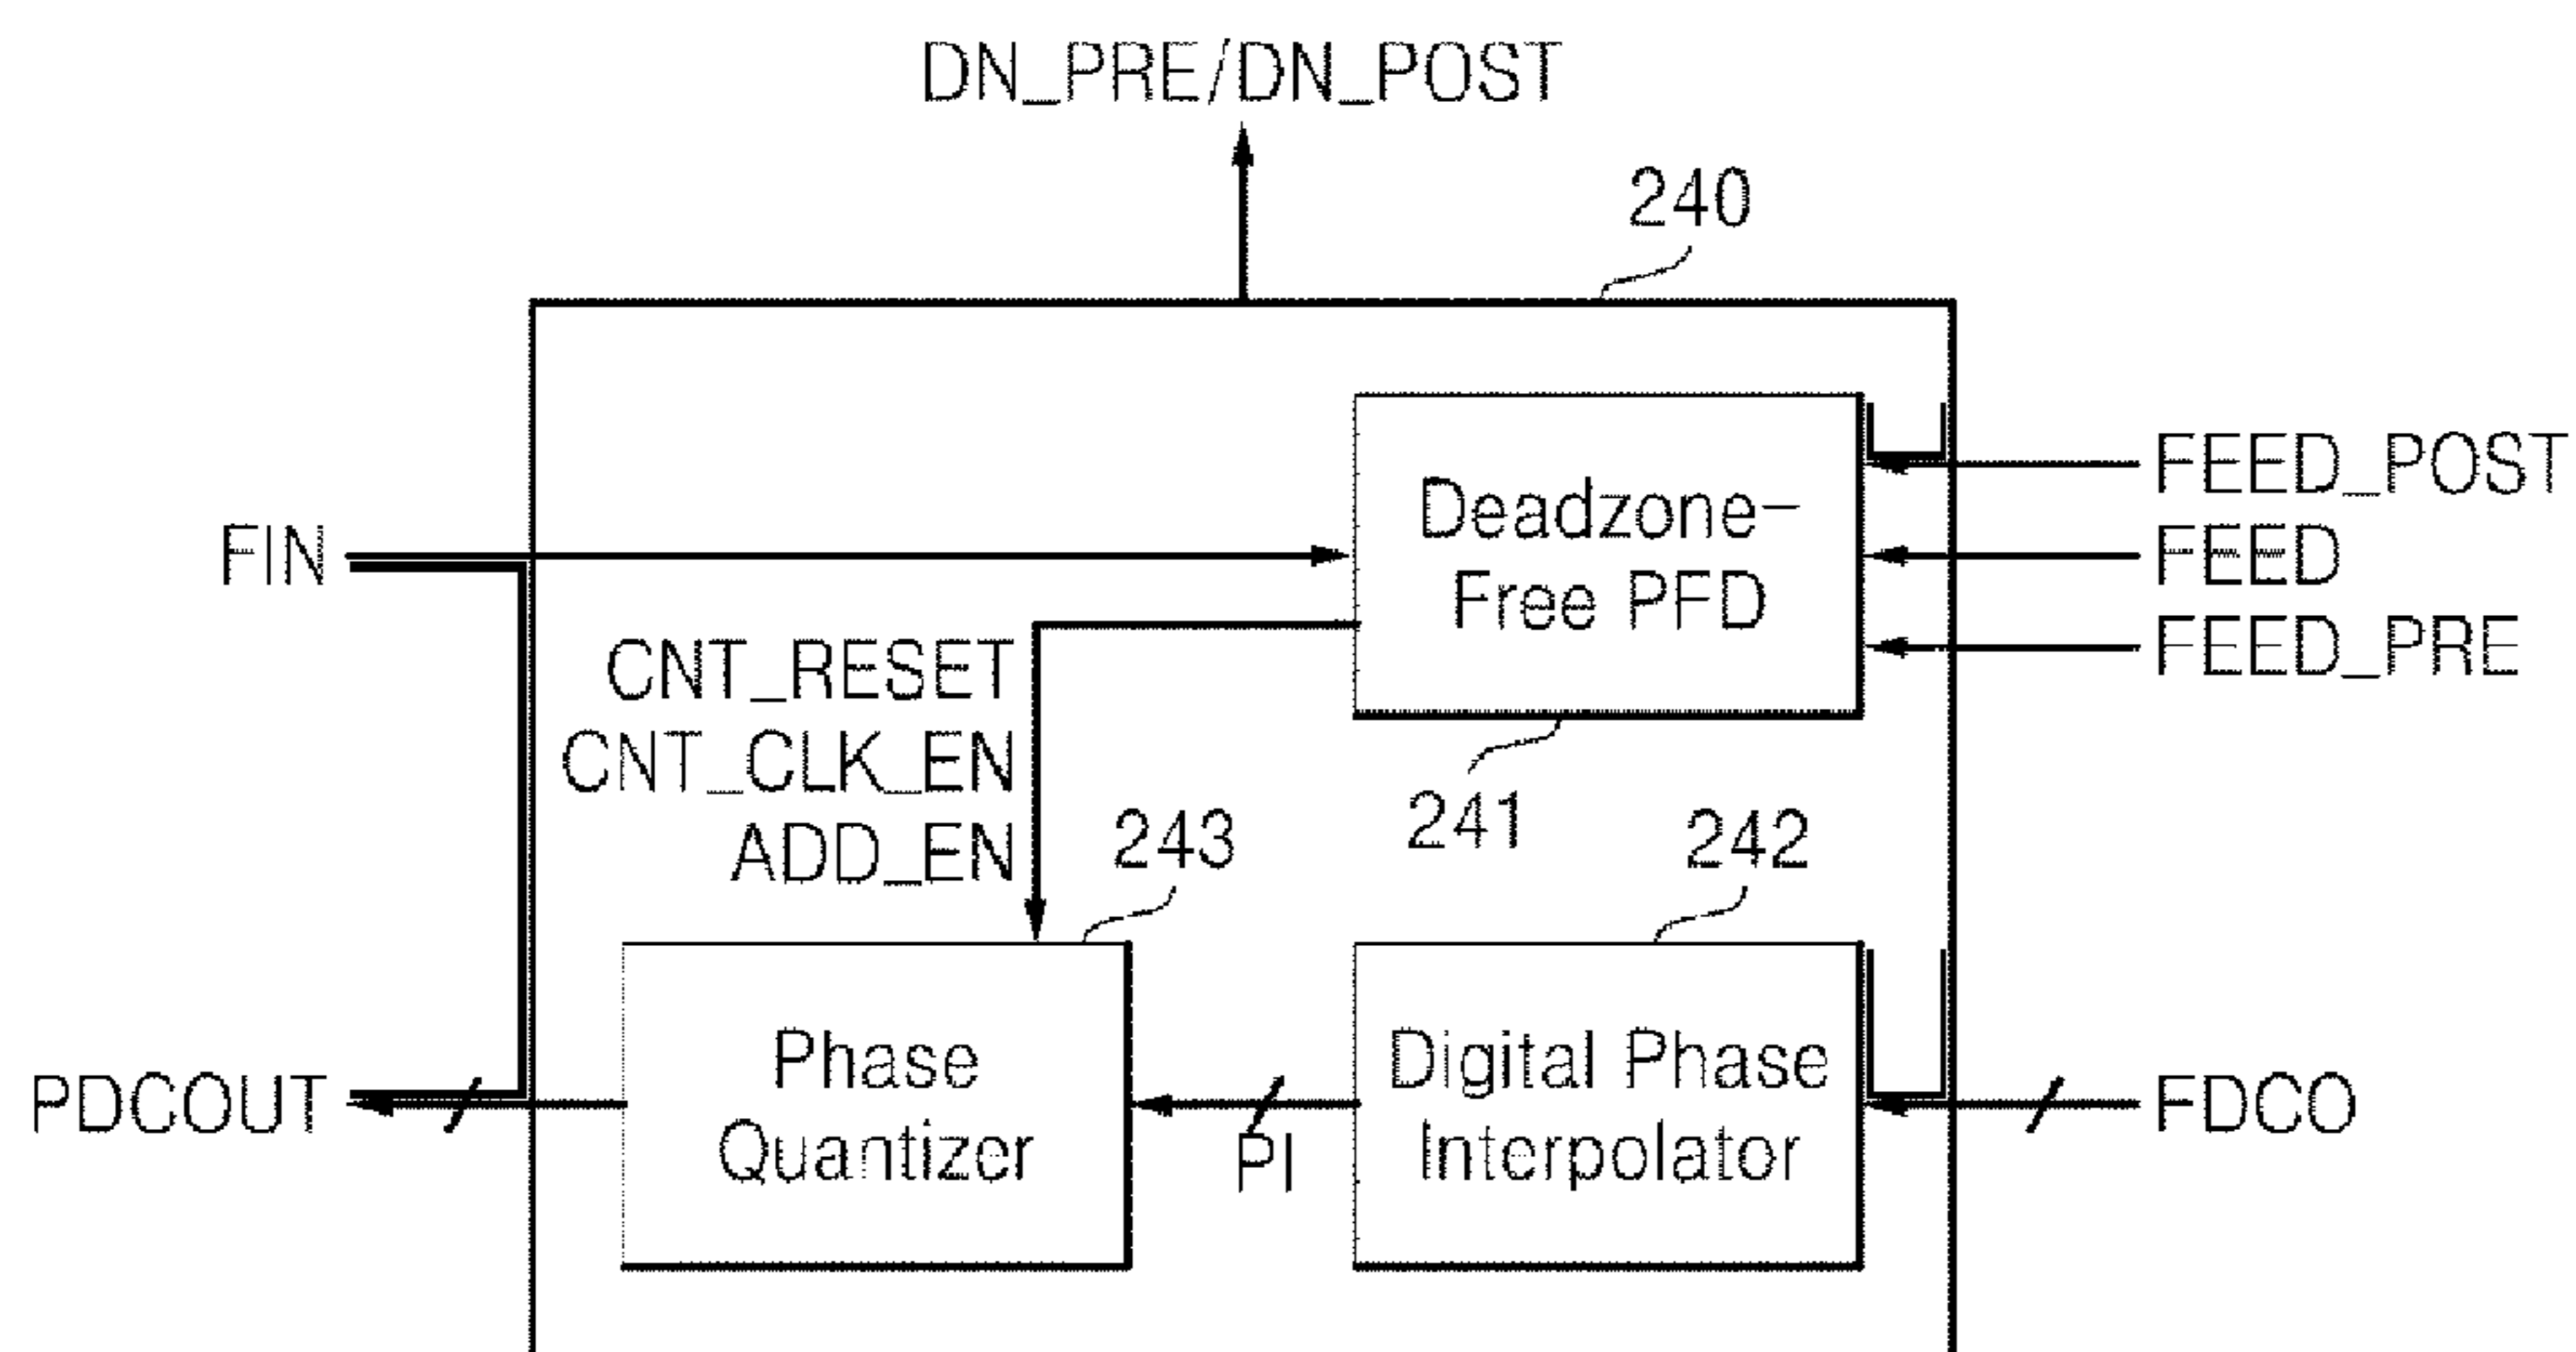 DN_PRE/DN_POST
240
FEED_POST
Deadzone-
Free PFD
FIN
FEED
FEED_PRE
CNT_RESET
CNT_CLK_EN
ADD_EN
241
243
242
Phase
Quantizer
Digital Phase
Interpolator
PDCOUT
PI
FDCO